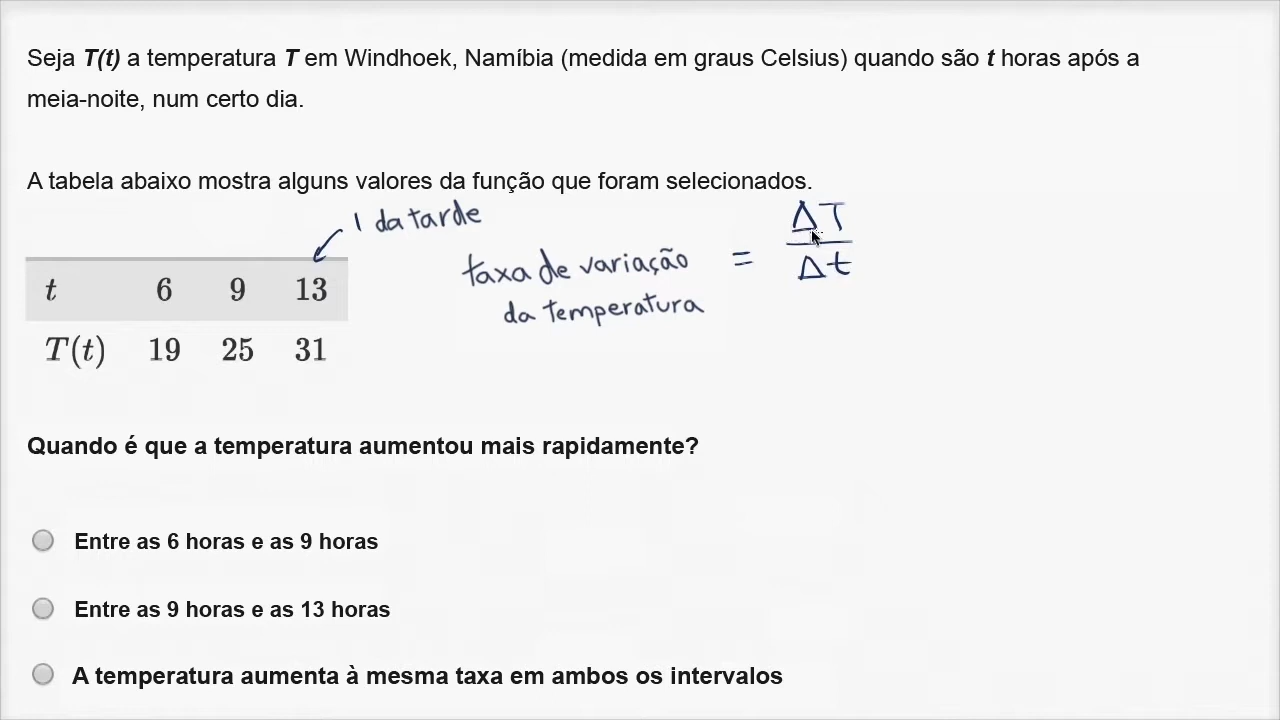 Seja T(t) a temperatura T em Windhoek, Namíbia (medida em graus Celsius) quando são t horas após a
meia-noite, num certo dia.
A tabela abaixo mostra alguns valores da função que foram selecionados.
1 da tarde
taxa de variação
da temperatura
= ΔT
Δt
t 6 9 13
T(t) 19 25 31
Quando é que a temperatura aumentou mais rapidamente?
Entre as 6 horas e as 9 horas
Entre as 9 horas e as 13 horas
A temperatura aumenta à mesma taxa em ambos os intervalos